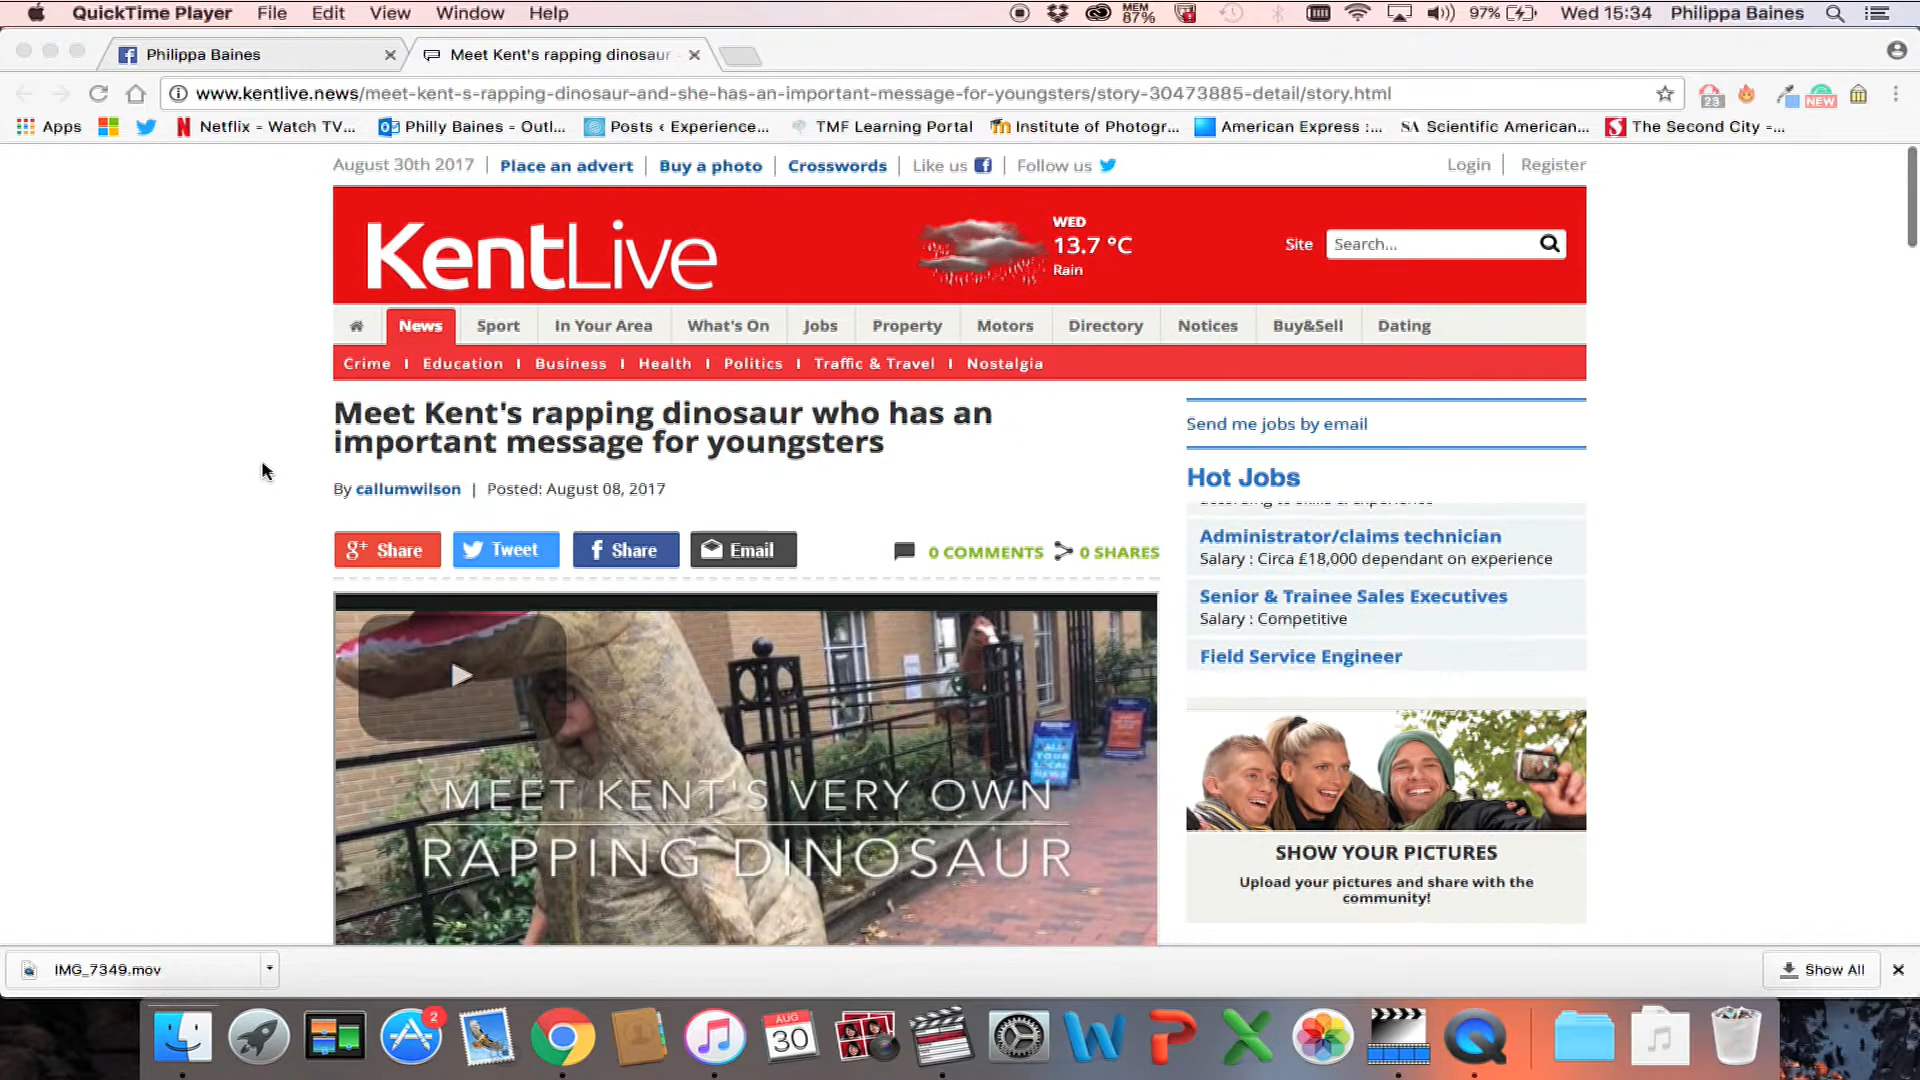 QuickTime Player File Edit View Window Help MEM 87% 97% Wed 15:34 Philippa Baines
Philippa Baines Meet Kent's rapping dinosaur
www.kentlive.news/meet-kent-s-rapping-dinosaur-and-she-has-an-important-message-for-youngsters/story-30473885-detail/story.html 23 NEW
Apps Netflix - Watch TV... Philly Baines - Outl... Posts ‹ Experience... TMF Learning Portal Institute of Photogr... American Express :... SA Scientific American... The Second City -...
August 30th 2017 | Place an advert | Buy a photo | Crosswords | Like us | Follow us Login | Register
KentLive
WED
13.7 °C
Rain
Site Search...
News Sport In Your Area What's On Jobs Property Motors Directory Notices Buy&Sell Dating
Crime | Education | Business | Health | Politics | Traffic & Travel | Nostalgia
Meet Kent's rapping dinosaur who has an
important message for youngsters
By callumwilson | Posted: August 08, 2017
g+ Share Tweet f Share Email 0 COMMENTS 0 SHARES
MEET KENT'S VERY OWN
RAPPING DINOSAUR
Send me jobs by email
Hot Jobs
Administrator/claims technician
Salary : Circa £18,000 dependant on experience
Senior & Trainee Sales Executives
Salary : Competitive
Field Service Engineer
SHOW YOUR PICTURES
Upload your pictures and share with the
community!
IMG_7349.mov Show All
2
AUG
30